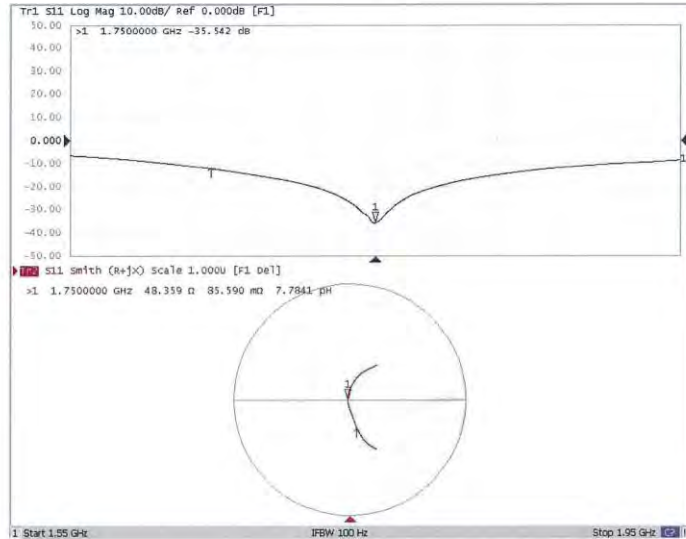 Tr1 S11 Log Mag 10.00dB/ Ref 0.000dB [F1]
50.00
>1 1.7500000 GHz -35.542 dB
40.00
30.00
20.00
10.00
0.000
-10.00
1
-20.00
-30.00
1
-40.00
-50.00
Tr2 S11 Smith (R+jX) Scale 1.000U [F1 Del]
>1 1.7500000 GHz 48.359 Ω 85.590 mΩ 7.7841 pH
1
1 Start 1.55 GHz IFBW 100 Hz Stop 1.95 GHz C?